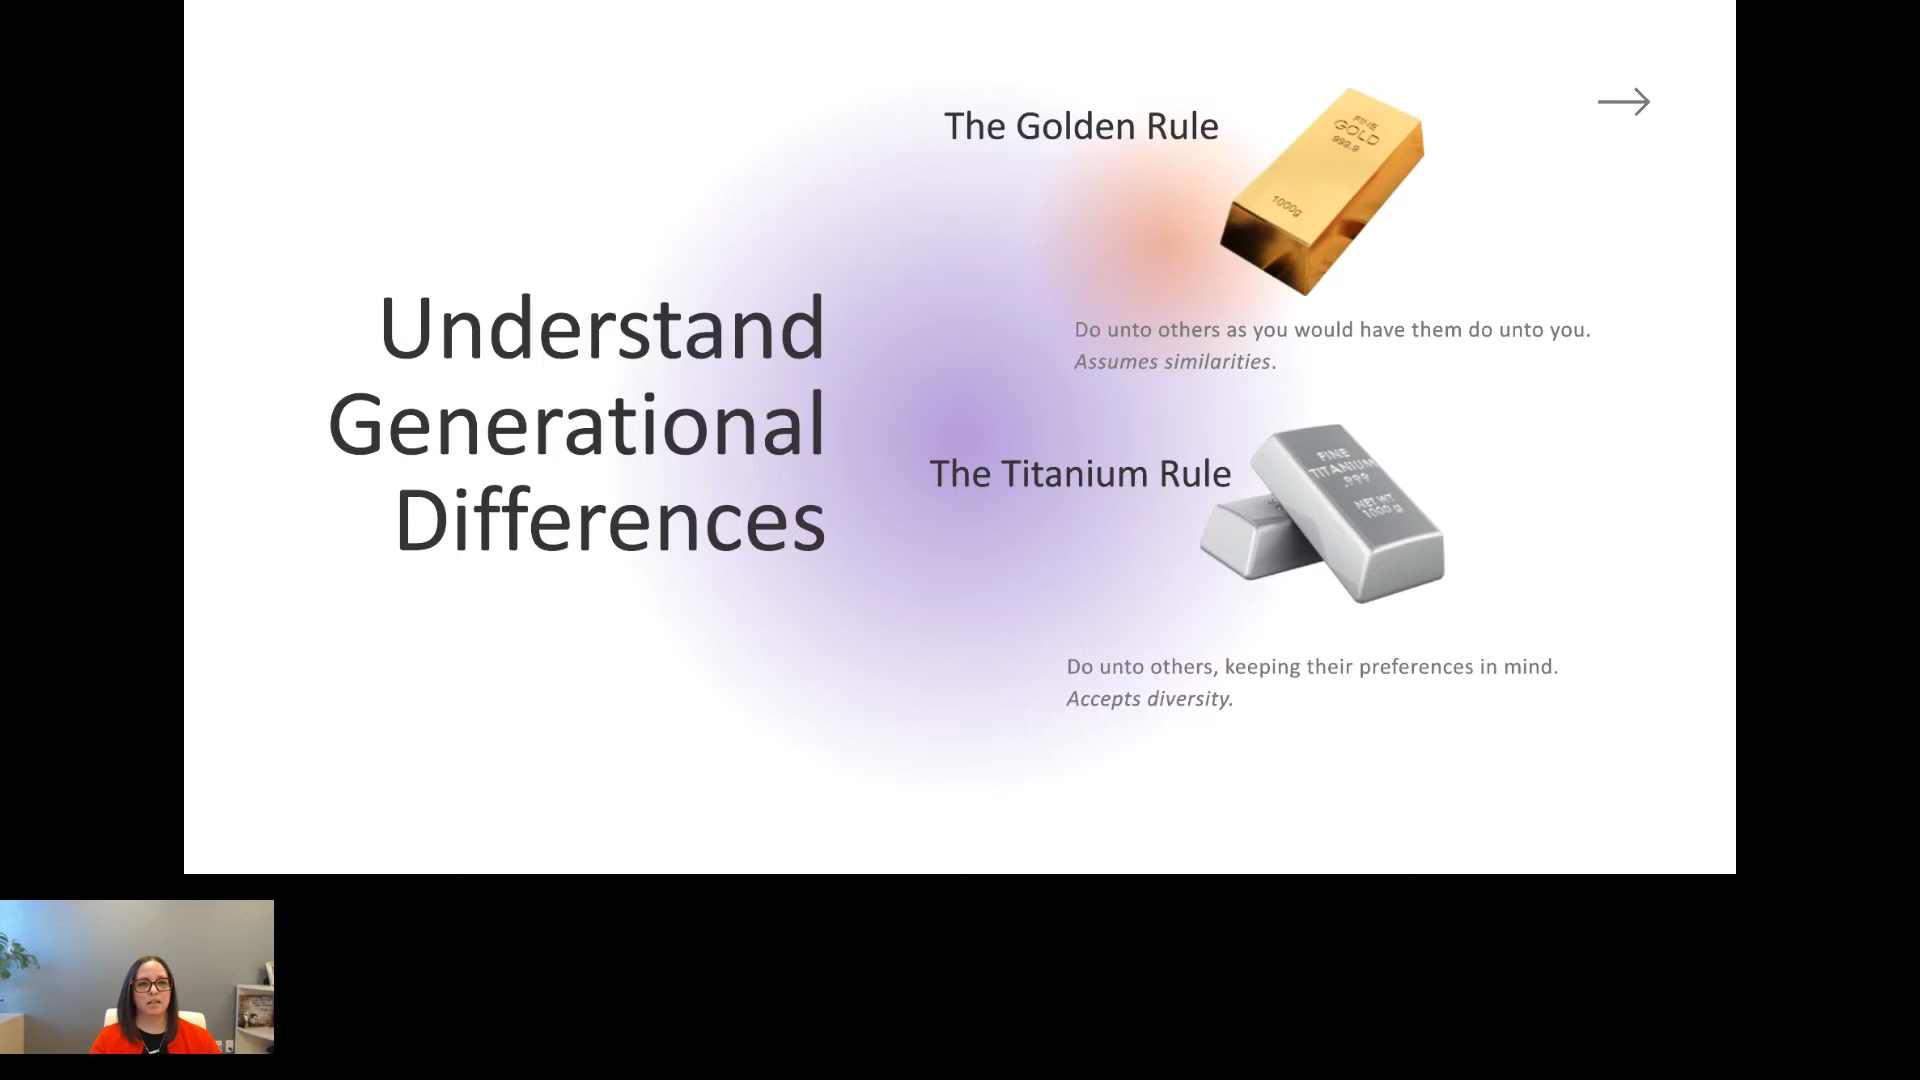 Understand
Generational
Differences
The Golden Rule
FINE
GOLD
999.9
1000g
Do unto others as you would have them do unto you.
Assumes similarities.
The Titanium Rule
FINE
TITANIUM
.999
NET WT.
1000 g
Do unto others, keeping their preferences in mind.
Accepts diversity.